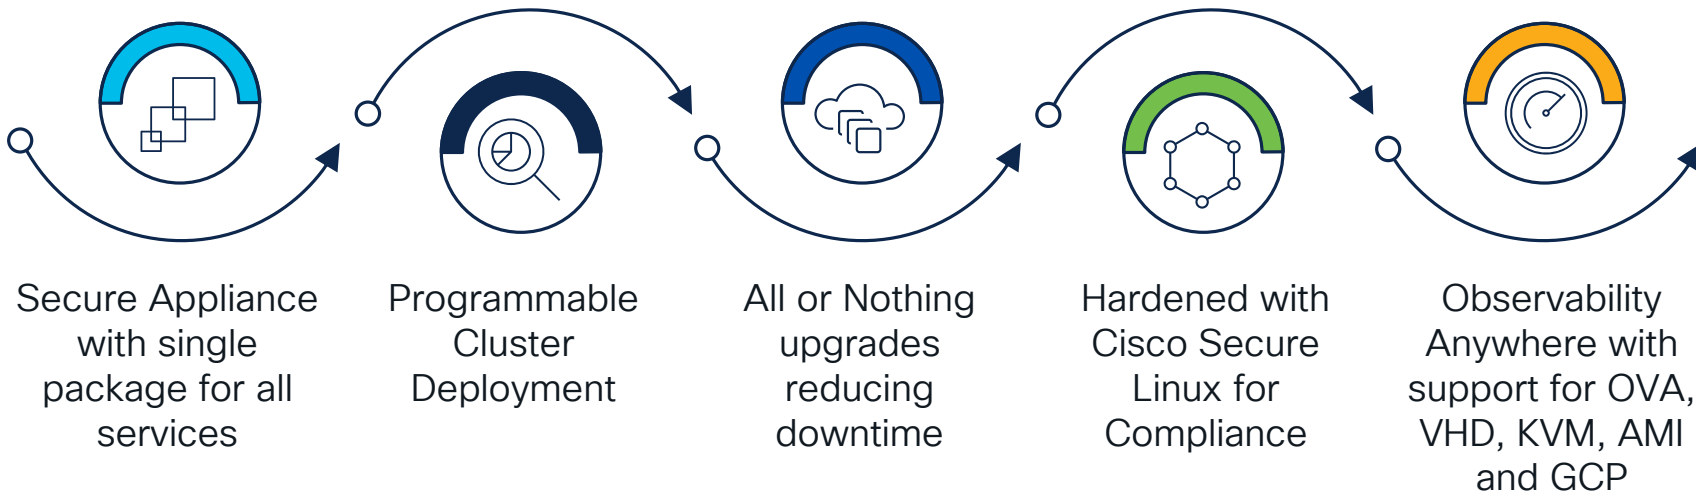 Secure Appliance
with single
package for all
services
Programmable
Cluster
Deployment
All or Nothing
upgrades
reducing
downtime
Hardened with
Cisco Secure
Linux for
Compliance
Observability
Anywhere with
support for OVA,
VHD, KVM, AMI
and GCP